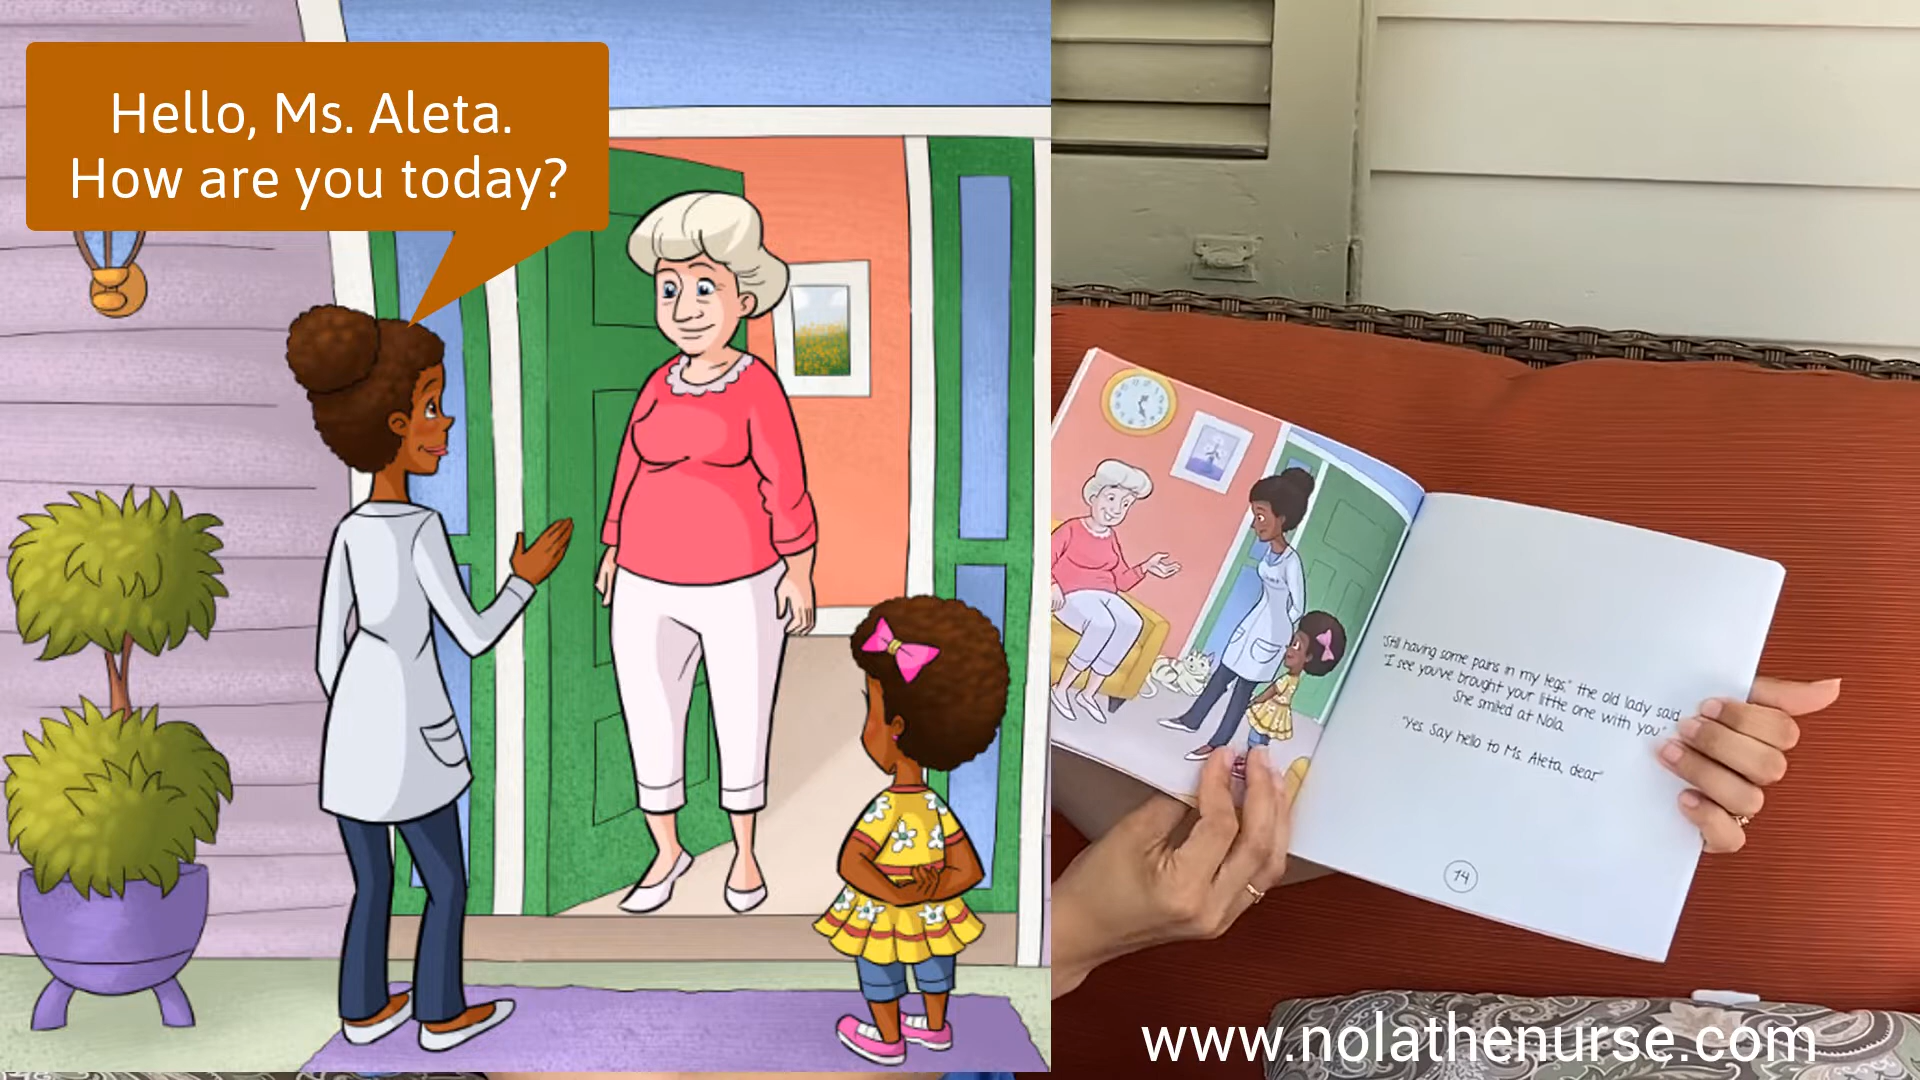 Hello, Ms. Aleta.
How are you today?
"Still having some pains in my legs," the old lady said.
"I see you've brought your little one with you."
She smiled at Nola.
"Yes. Say hello to Ms. Aleta, dear."
14
www.nolathenurse.com